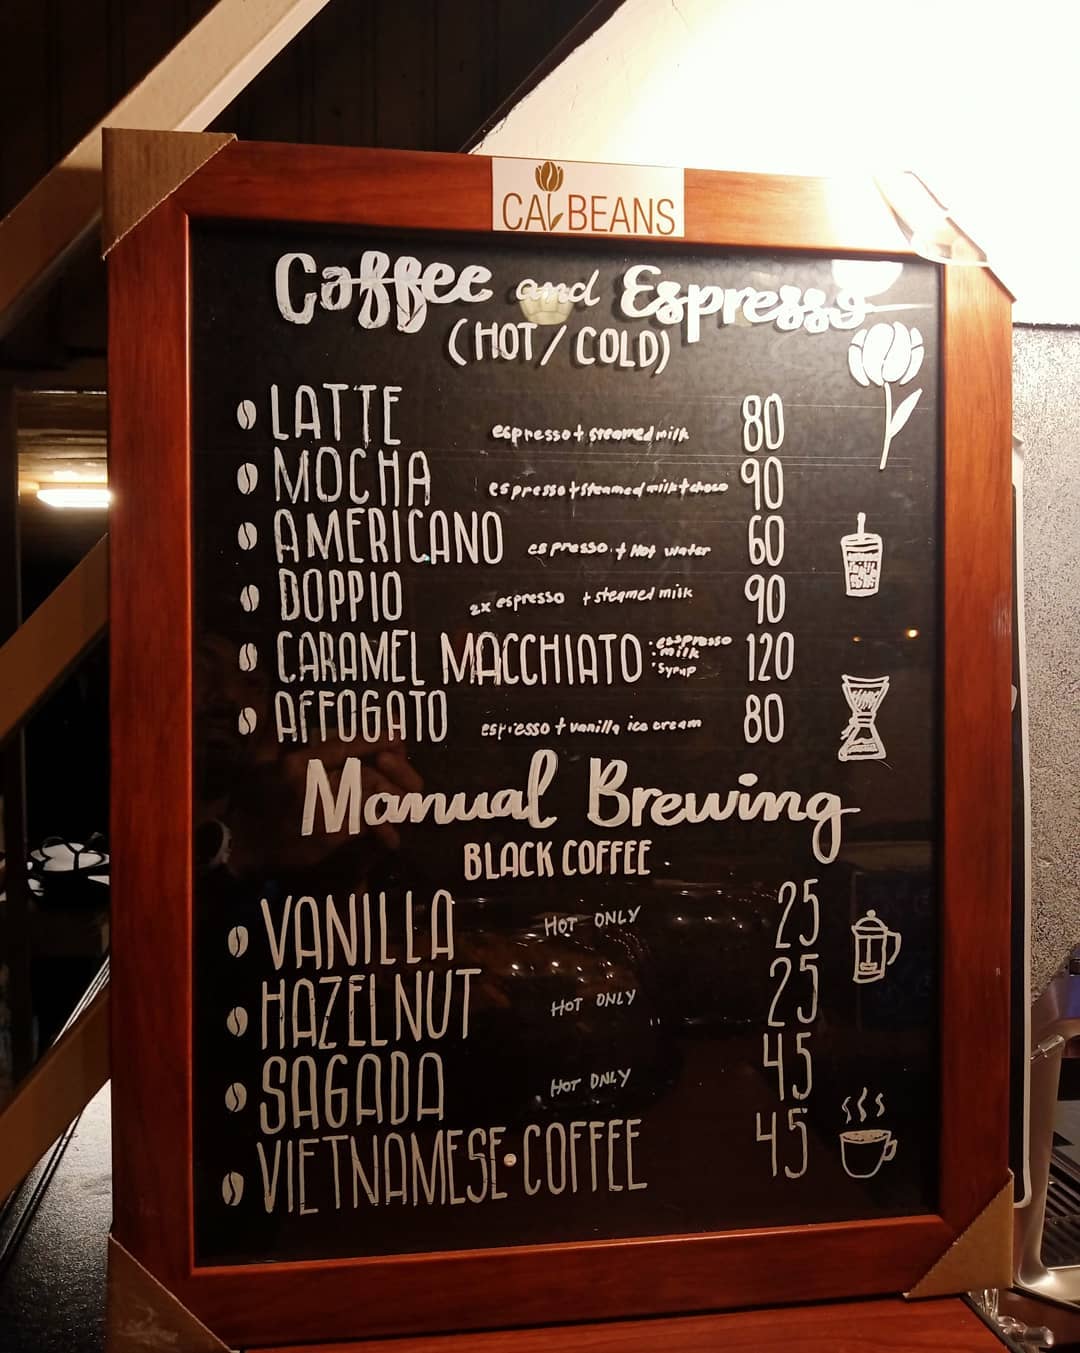 CALBEANS
Coffee and Espresso
(HOT / COLD)
LATTE espresso + steamed milk 80
MOCHA espresso + steamed milk + choco 90
AMERICANO espresso + Hot water 60
DOPPIO 2x espresso + steamed milk 90
CARAMEL MACCHIATO • espresso • milk • syrup 120
AFFOGATO espresso + vanilla ice cream 80
Manual Brewing
BLACK COFFEE
VANILLA HOT ONLY 25
HAZELNUT HOT ONLY 25
SAGADA HOT ONLY 45
VIETNAMESE COFFEE 45